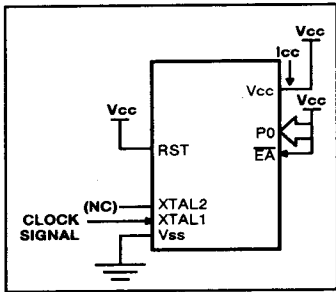 Vcc
Icc
Vcc
Vcc
Vcc
P0
RST
EA
(NC)
XTAL2
CLOCK
SIGNAL
XTAL1
Vss